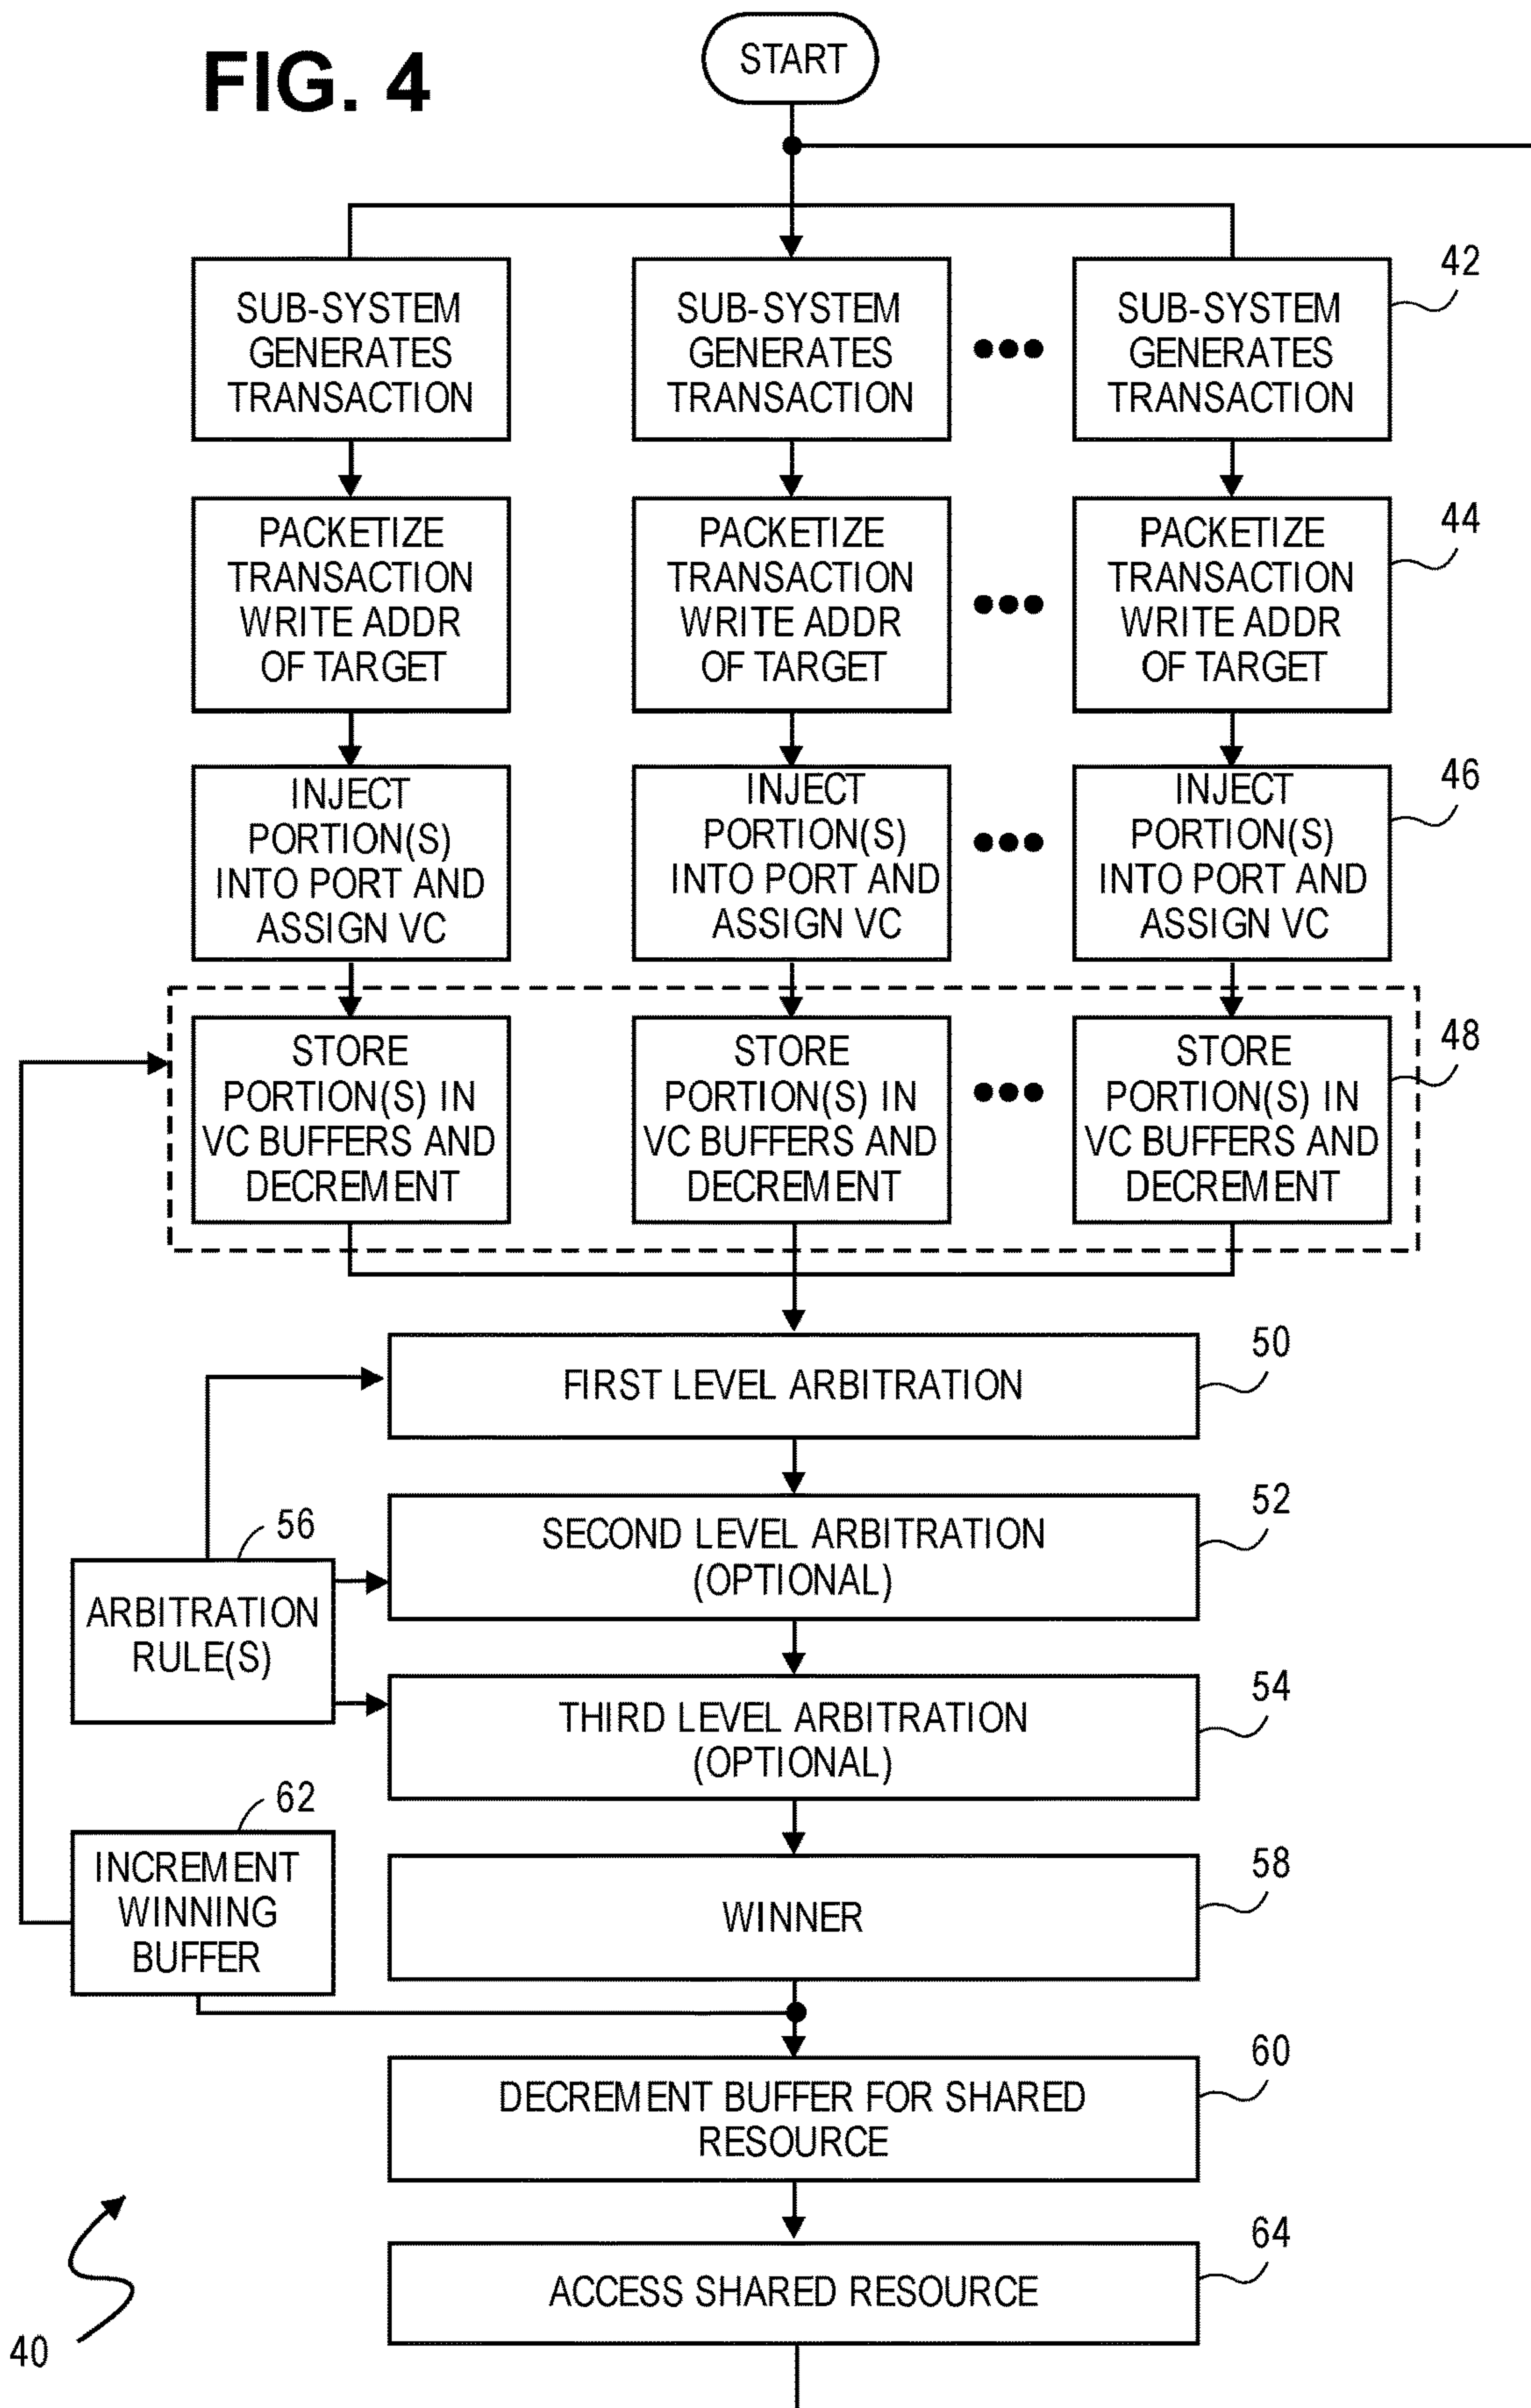 FIG. 4
START
SUB-SYSTEM
GENERATES
TRANSACTION
SUB-SYSTEM
GENERATES
TRANSACTION
SUB-SYSTEM
GENERATES
TRANSACTION
42
PACKETIZE
TRANSACTION
WRITE ADDR
OF TARGET
PACKETIZE
TRANSACTION
WRITE ADDR
OF TARGET
PACKETIZE
TRANSACTION
WRITE ADDR
OF TARGET
44
INJECT
PORTION(S)
INTO PORT AND
ASSIGN VC
INJECT
PORTION(S)
INTO PORT AND
ASSIGN VC
INJECT
PORTION(S)
INTO PORT AND
ASSIGN VC
46
STORE
PORTION(S) IN
VC BUFFERS AND
DECREMENT
STORE
PORTION(S) IN
VC BUFFERS AND
DECREMENT
STORE
PORTION(S) IN
VC BUFFERS AND
DECREMENT
48
FIRST LEVEL ARBITRATION
50
SECOND LEVEL ARBITRATION
(OPTIONAL)
52
56
ARBITRATION
RULE(S)
THIRD LEVEL ARBITRATION
(OPTIONAL)
54
62
INCREMENT
WINNING
BUFFER
WINNER
58
DECREMENT BUFFER FOR SHARED
RESOURCE
60
ACCESS SHARED RESOURCE
64
40